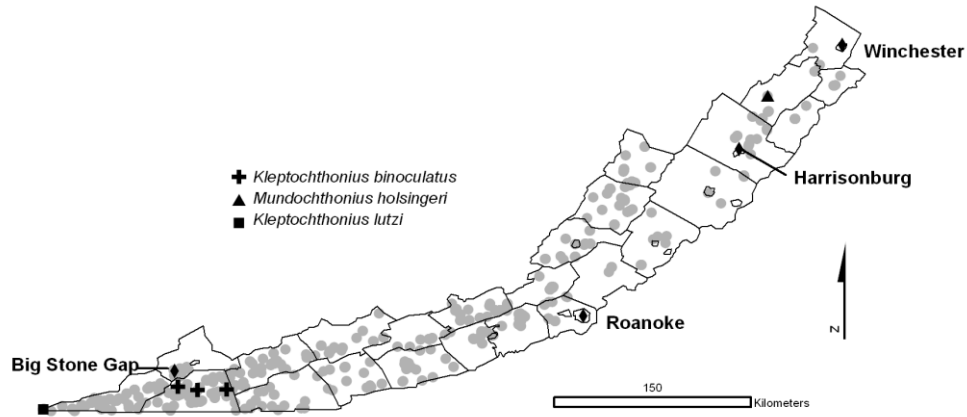 Winchester
Kleptochthonius binoculatus
Mundochthonius holsingeri
Kleptochthonius lutzi
Harrisonburg
Roanoke
N
Big Stone Gap
150
Kilometers